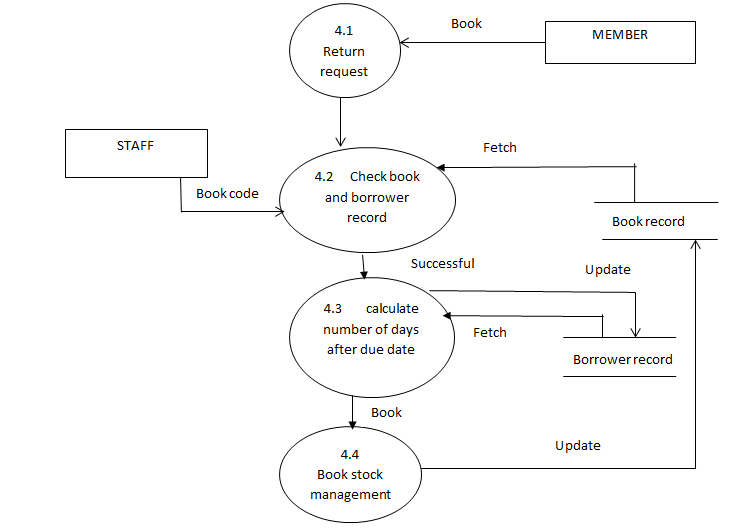 4.1
Return
request
Book
MEMBER
STAFF
Book code
4.2 Check book
and borrower
record
Fetch
Book record
Successful
Update
4.3 calculate
number of days
after due date
Fetch
Borrower record
Book
4.4
Book stock
management
Update